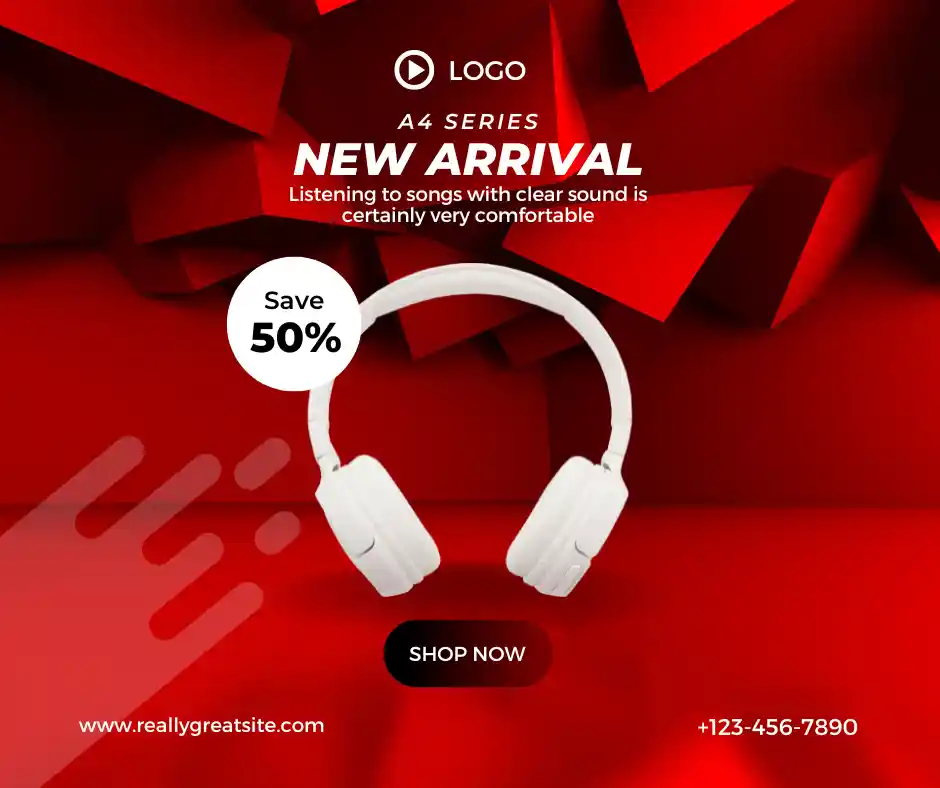 LOGO
A4 SERIES
NEW ARRIVAL
Listening to songs with clear sound is
certainly very comfortable
Save
50%
SHOP NOW
www.reallygreatsite.com
+123-456-7890